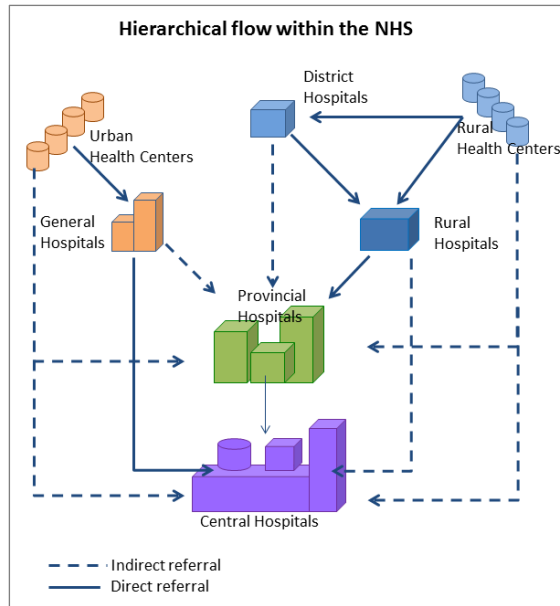 Hierarchical flow within the NHS
District
Hospitals
Urban
Health Centers
Rural
Health Centers
General
Hospitals
Rural
Hospitals
Provincial
Hospitals
Central Hospitals
Indirect referral
Direct referral